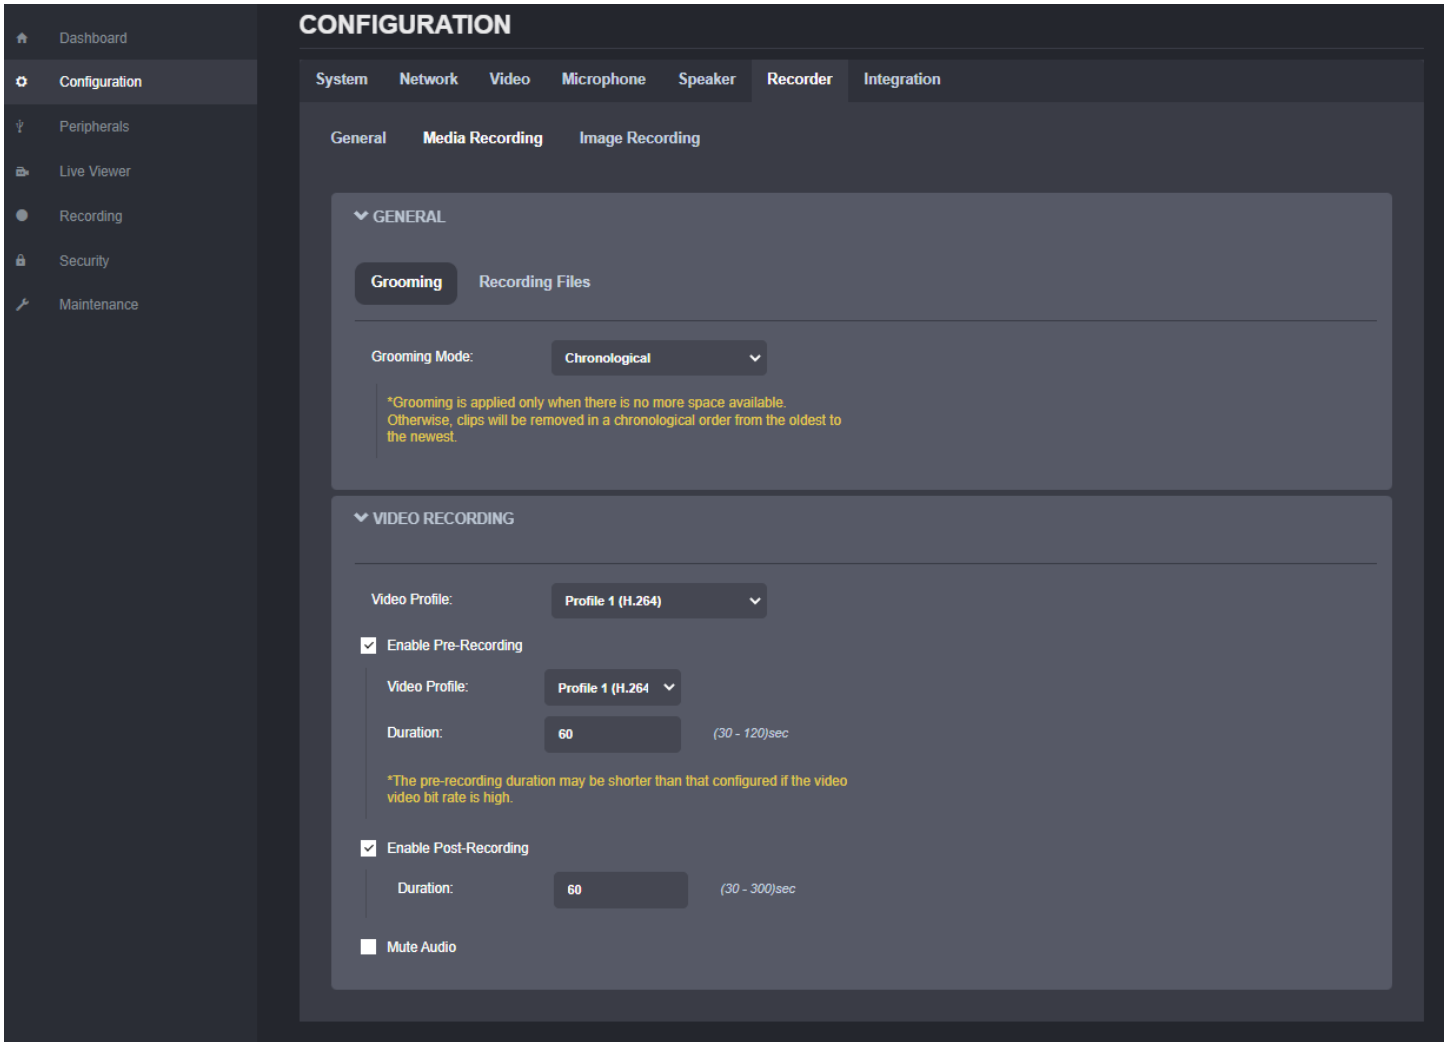 CONFIGURATION
Dashboard
Configuration
Peripherals
Live Viewer
Recording
Security
Maintenance
System Network Video Microphone Speaker Recorder Integration
General Media Recording Image Recording
GENERAL
Grooming Recording Files
Grooming Mode: Chronological
*Grooming is applied only when there is no more space available.
Otherwise, clips will be removed in a chronological order from the oldest to
the newest.
VIDEO RECORDING
Video Profile: Profile 1 (H.264)
Enable Pre-Recording
Video Profile: Profile 1 (H.264
Duration: 60 (30 - 120)sec
*The pre-recording duration may be shorter than that configured if the video
video bit rate is high.
Enable Post-Recording
Duration: 60 (30 - 300)sec
Mute Audio